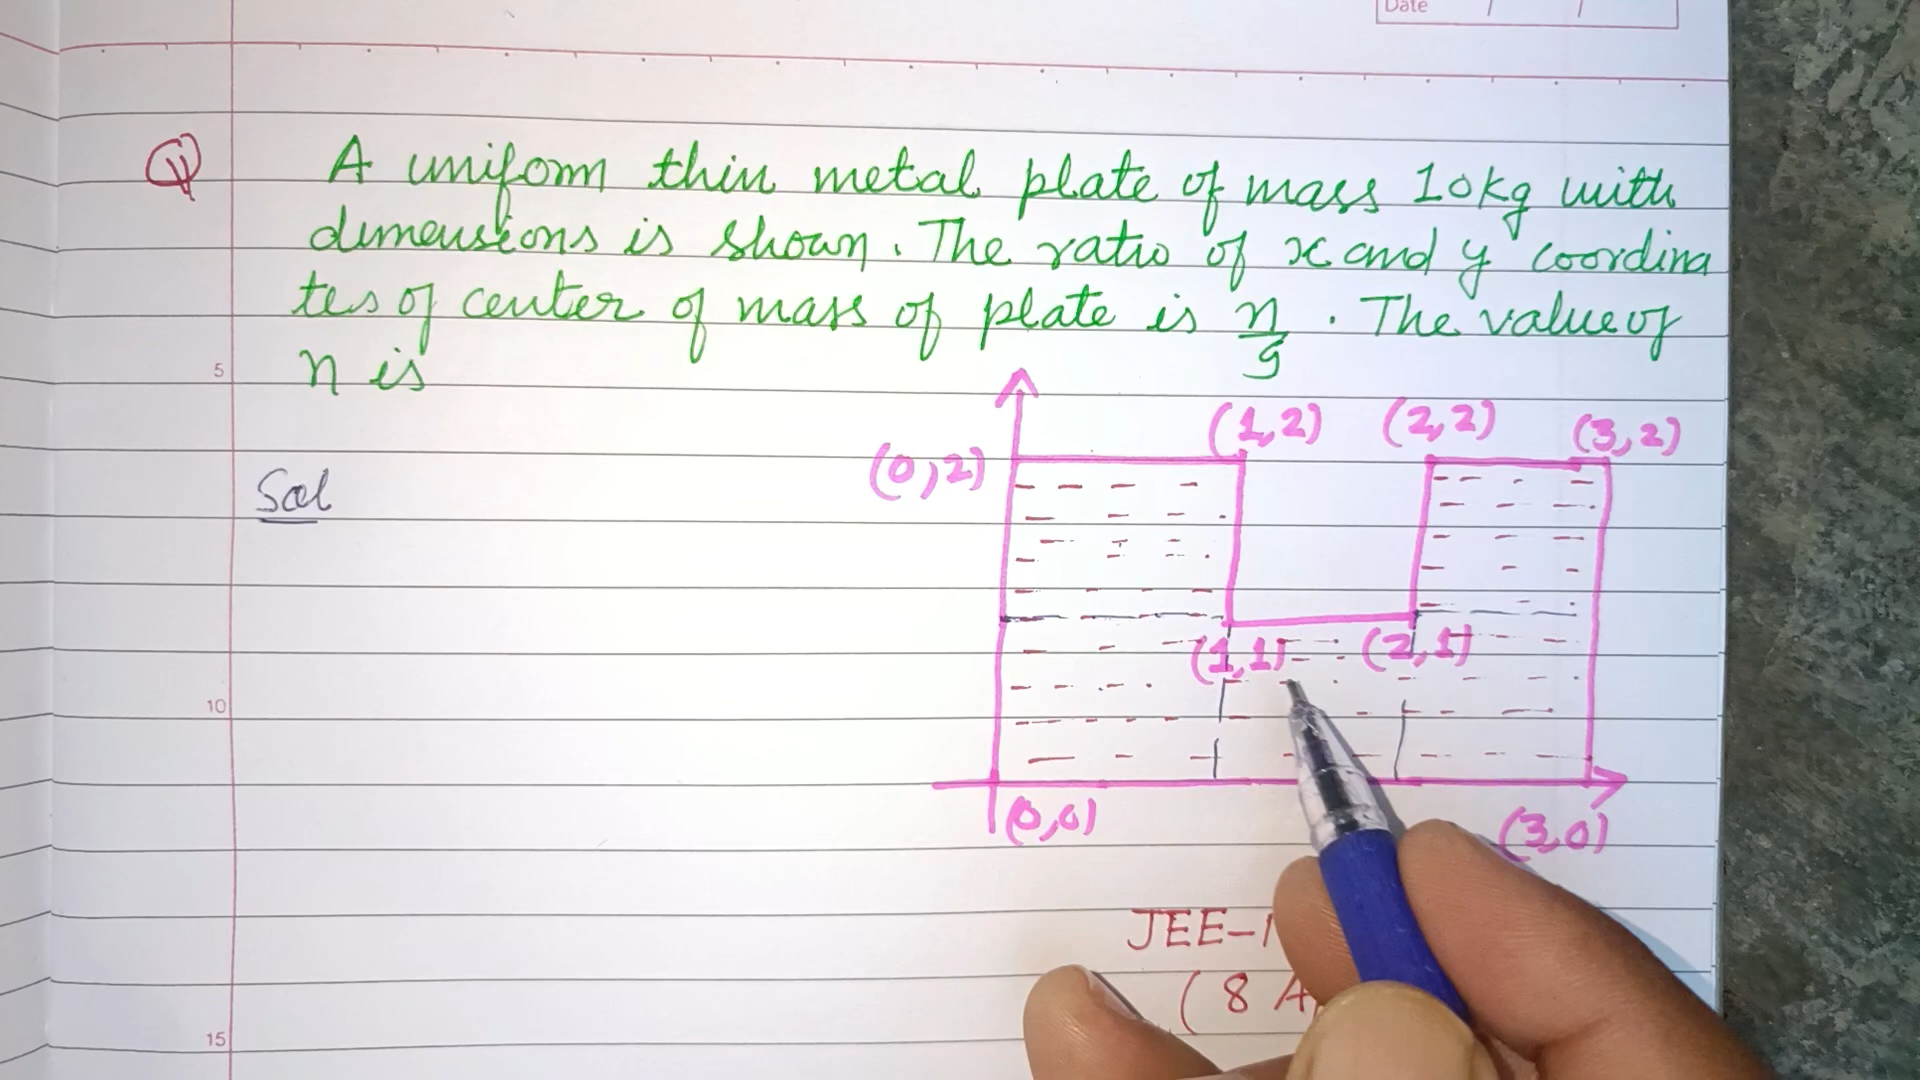 Date / /
Q A uniform thin metal plate of mass 10kg with
dimensions is shown. The ratio of x and y coordina
tes of center of mass of plate is n/9. The value of
n is
5
(1,2) (2,2) (3,2)
(0,2)
Sol
(1,1) (2,1)
10
(0,0) (3,0)
JEE-
(8 A
15